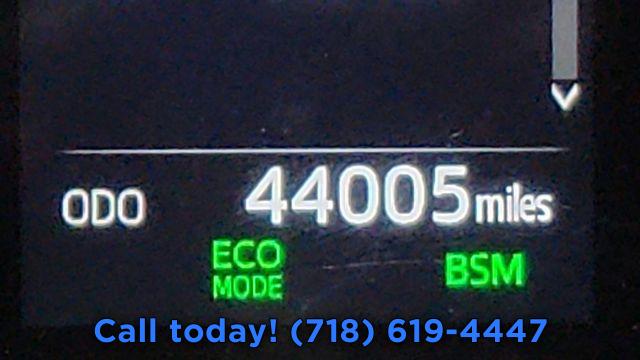 ODO 44005 miles
ECO MODE BSM
Call today! (718) 619-4447